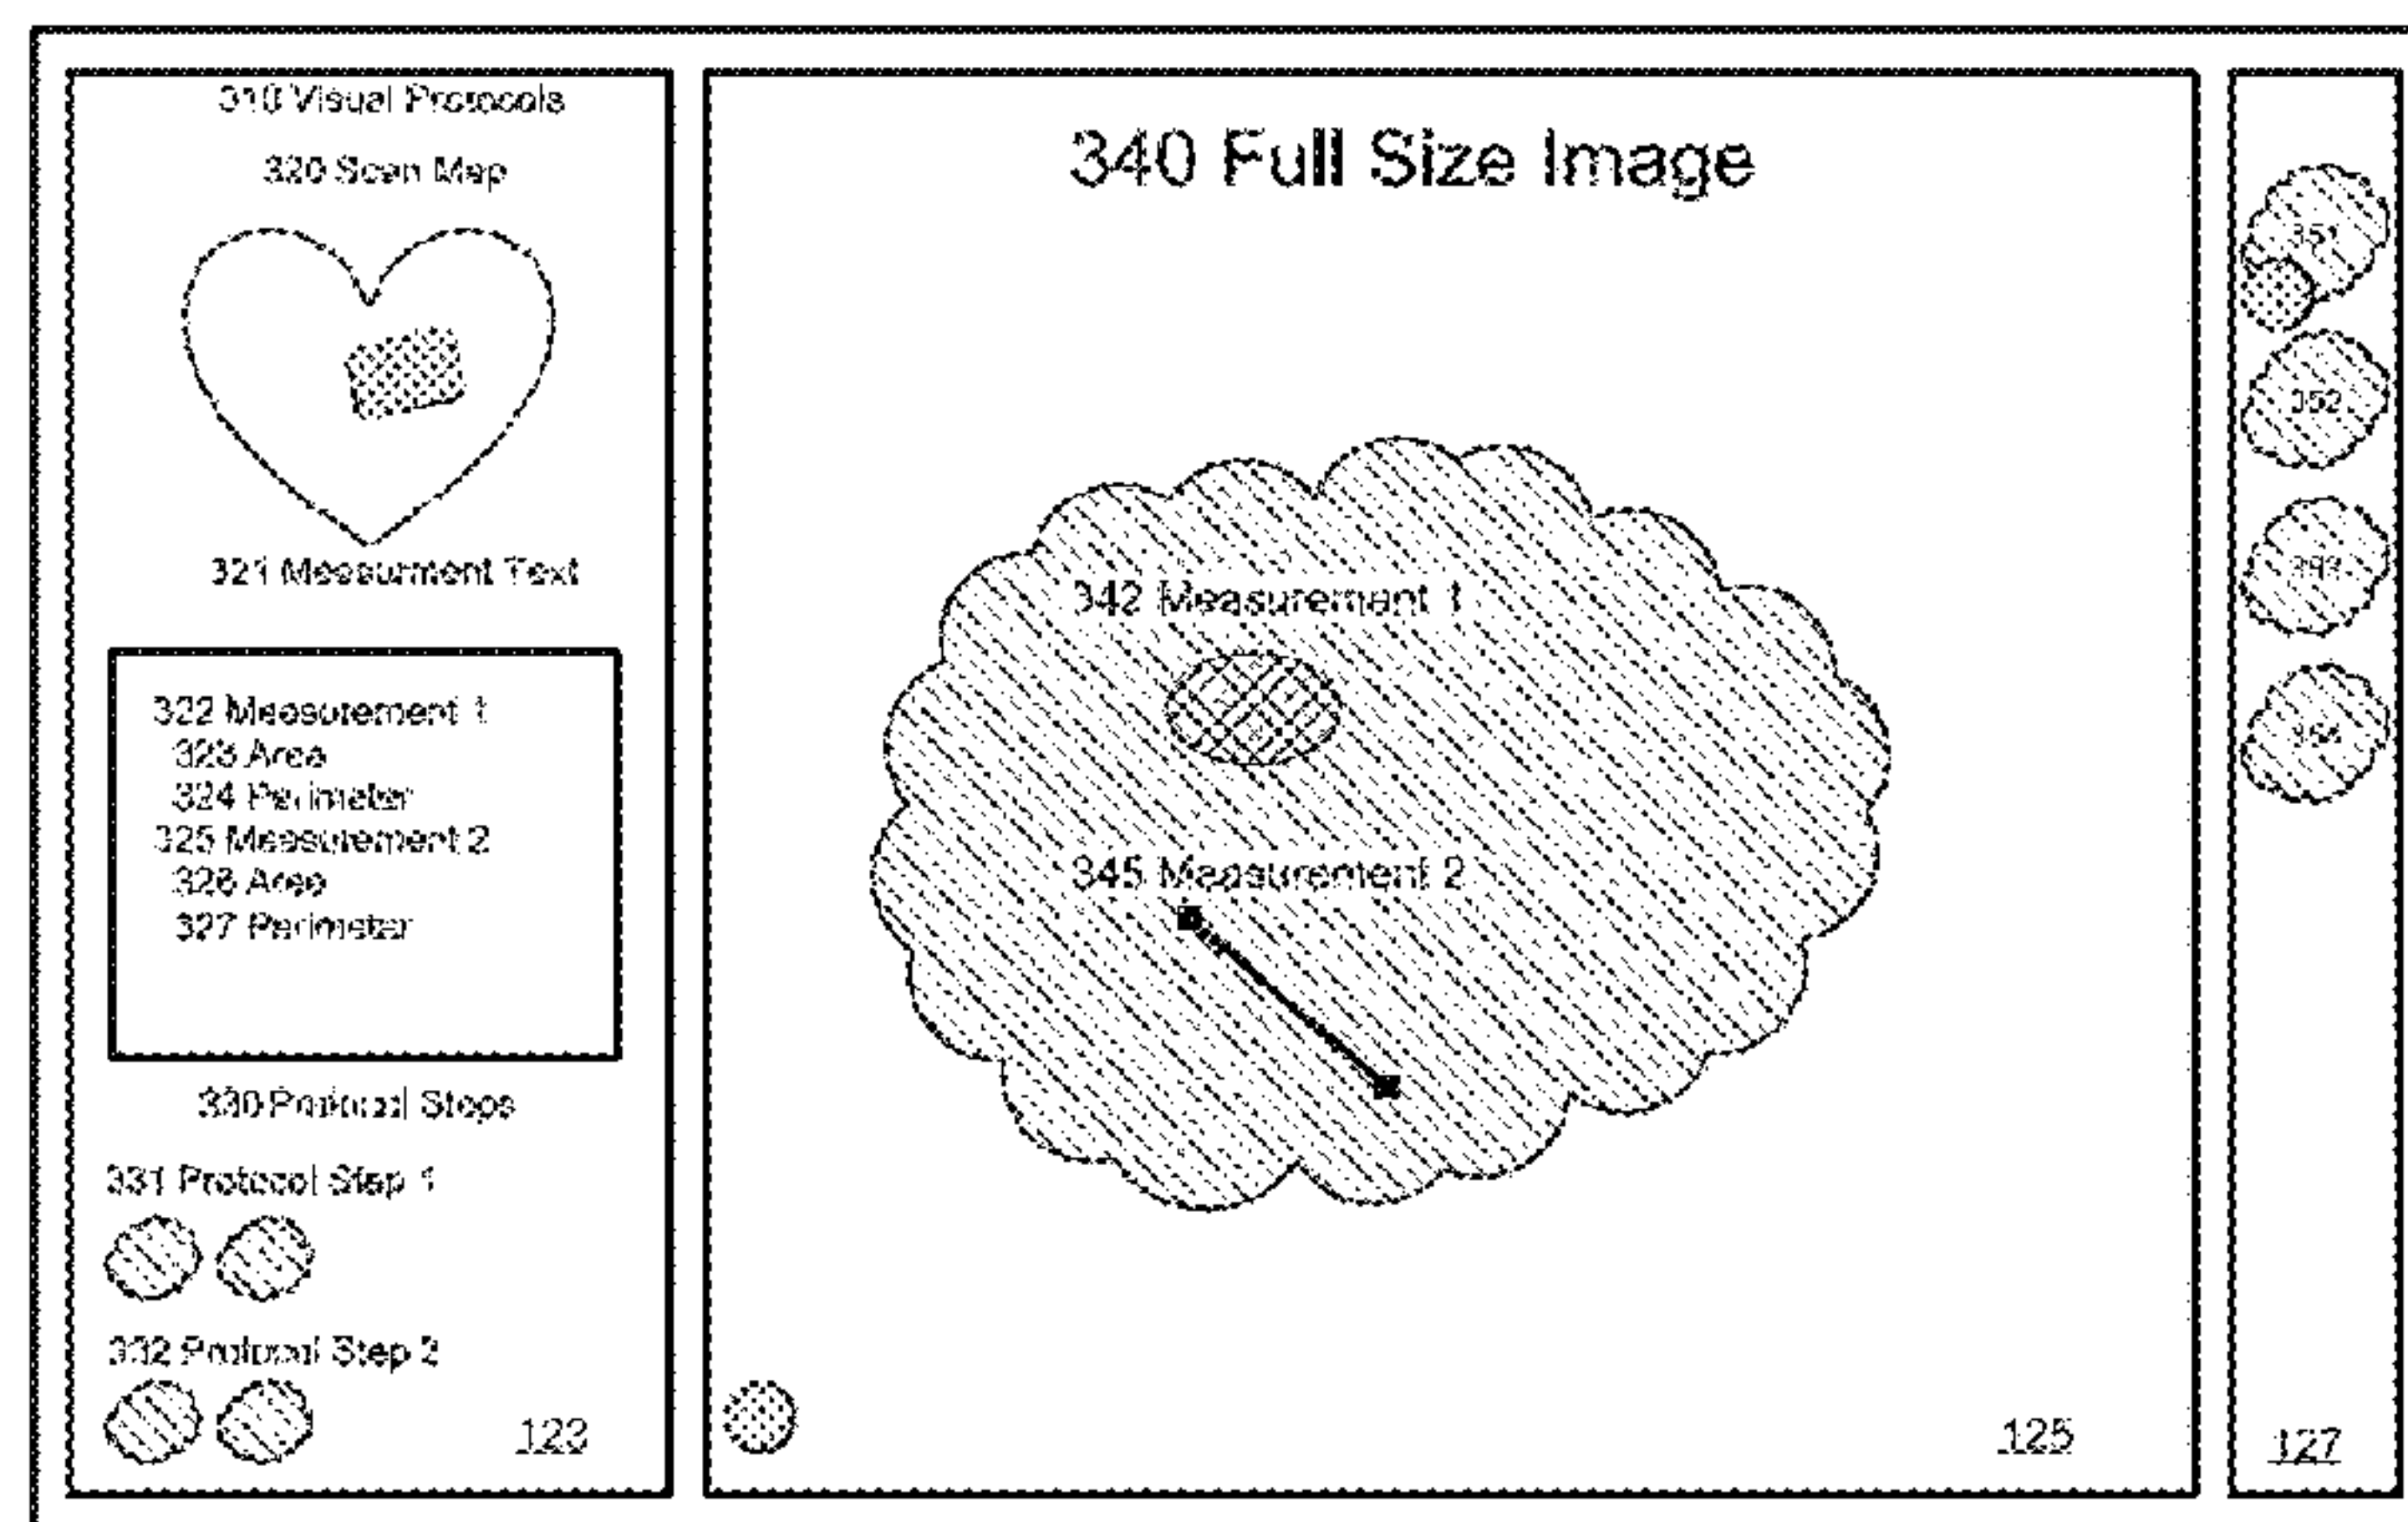 310 Visual Protocols
320 Scan Map
321 Measurment Text
322 Measurement 1
323 Area
324 Perimeter
325 Measurement 2
326 Area
327 Perimeter
330 Protocol Steps
331 Protocol Step 1
332 Protocol Step 2
123
340 Full Size Image
342 Measurement 1
345 Measurement 2
125
351
352
353
354
127